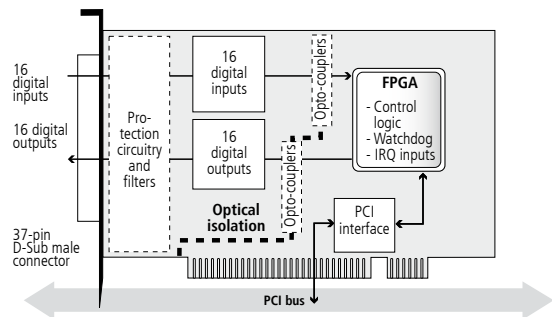 16
digital
inputs
16 digital
outputs
37-pin
D-Sub male
connector
Pro-
tection
circuitry
and
filters
16
digital
inputs
16
digital
outputs
Opto-couplers
Opto-couplers
Optical
isolation
FPGA
- Control
logic
- Watchdog
- IRQ inputs
PCI
interface
PCI bus